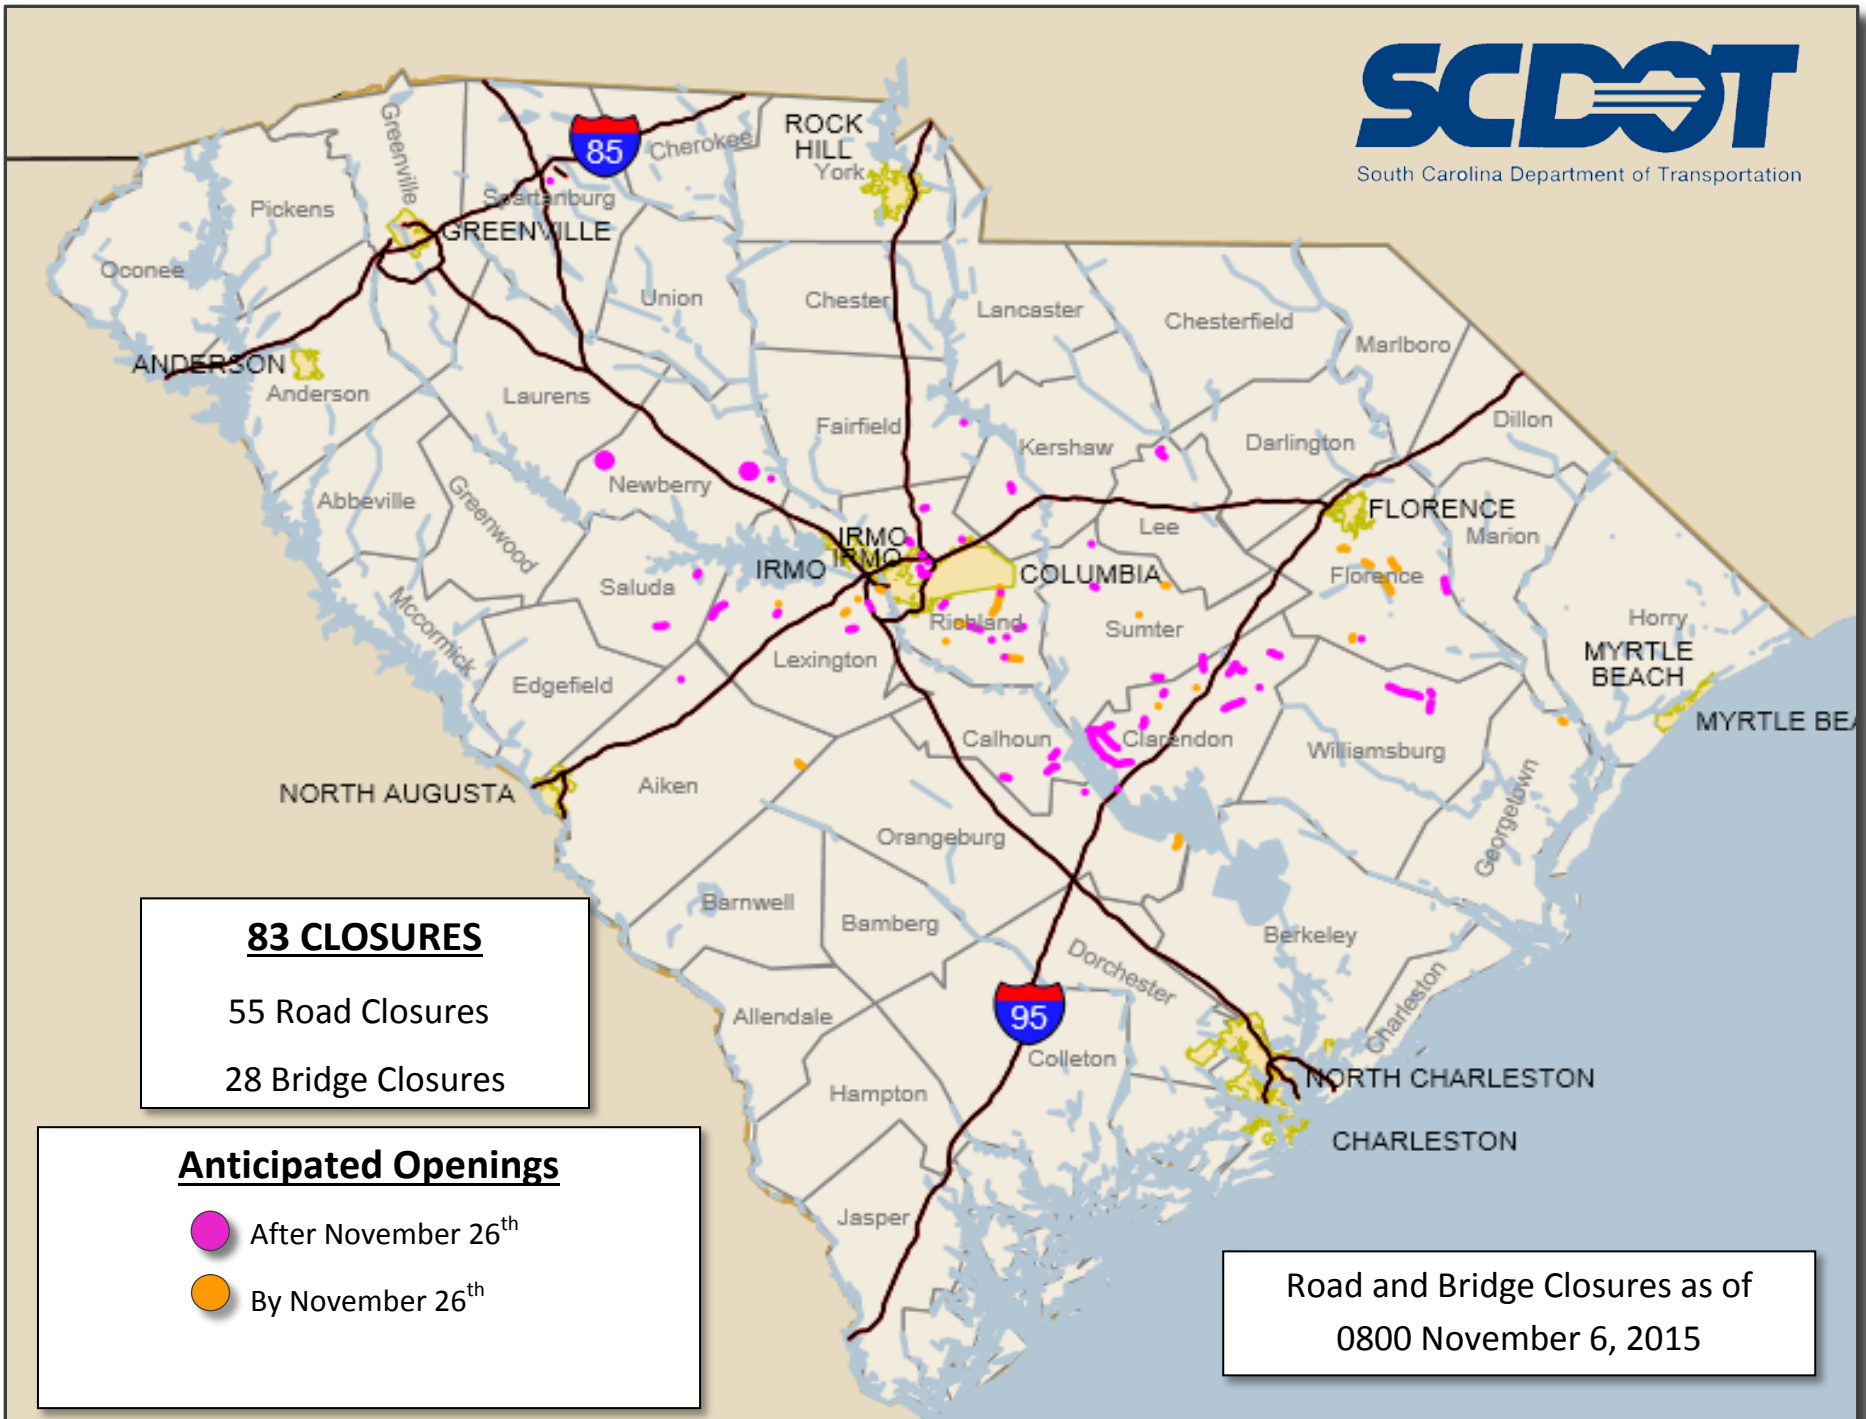 SCDOT
South Carolina Department of Transportation
ROCK
HILL
York
85
Cherokee
Greenville
Spartanburg
Pickens
GREENVILLE
Oconee
Union
Chester
Lancaster
Chesterfield
Marlboro
ANDERSON
Anderson
Laurens
Fairfield
Kershaw
Darlington
Dillon
Abbeville
Greenwood
Newberry
IRMO
IRMO
IRMO
Lee
FLORENCE
Marion
COLUMBIA
Saluda
Florence
Mccormick
Richland
Sumter
Horry
Lexington
MYRTLE
BEACH
Edgefield
MYRTLE BEA
Calhoun
Clarendon
Williamsburg
NORTH AUGUSTA
Aiken
Orangeburg
Georgetown
Barnwell
Bamberg
Berkeley
Dorchester
Charleston
Allendale
95
Colleton
Hampton
NORTH CHARLESTON
CHARLESTON
Jasper
83 CLOSURES
55 Road Closures
28 Bridge Closures
Anticipated Openings
After November 26th
By November 26th
Road and Bridge Closures as of
0800 November 6, 2015